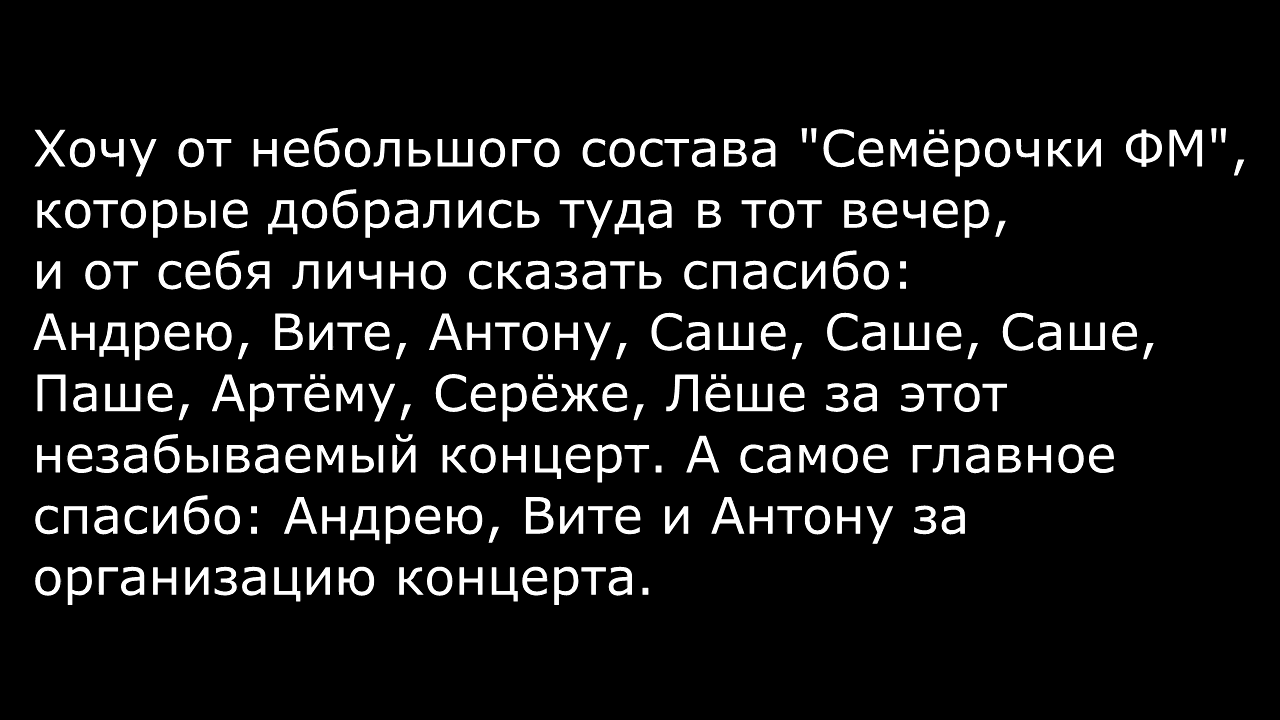 Хочу от небольшого состава "Семёрочки ФМ",
которые добрались туда в тот вечер,
и от себя лично сказать спасибо:
Андрею, Вите, Антону, Саше, Саше, Саше,
Паше, Артёму, Серёже, Лёше за этот
незабываемый концерт. А самое главное
спасибо: Андрею, Вите и Антону за
организацию концерта.